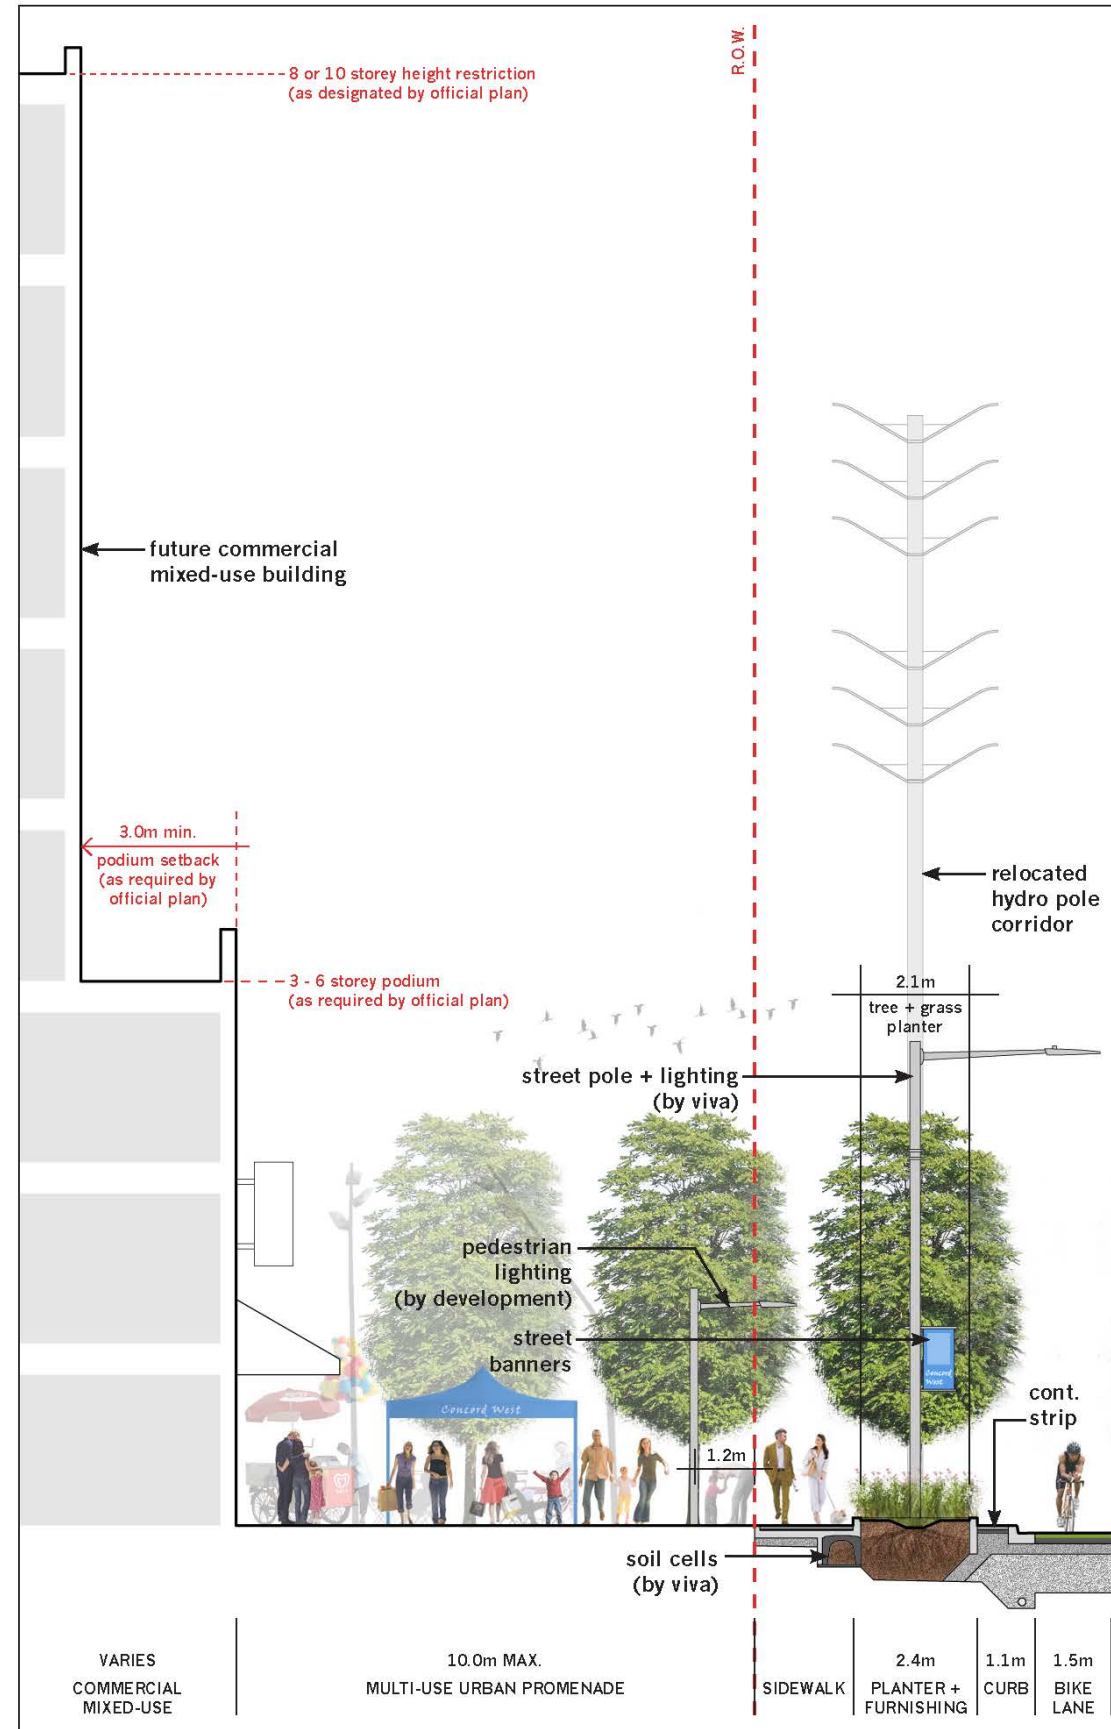 R.O.W.
8 or 10 storey height restriction
(as designated by official plan)
future commercial
mixed-use building
3.0m min.
podium setback
(as required by
official plan)
relocated
hydro pole
corridor
3 - 6 storey podium
(as required by official plan)
2.1m
tree + grass
planter
street pole + lighting
(by viva)
pedestrian
lighting
(by development)
street
banners
Concord
West
cont.
strip
Concord West
1.2m
soil cells
(by viva)
VARIES
COMMERCIAL
MIXED-USE
10.0m MAX.
MULTI-USE URBAN PROMENADE
SIDEWALK
2.4m
PLANTER +
FURNISHING
1.1m
CURB
1.5m
BIKE
LANE